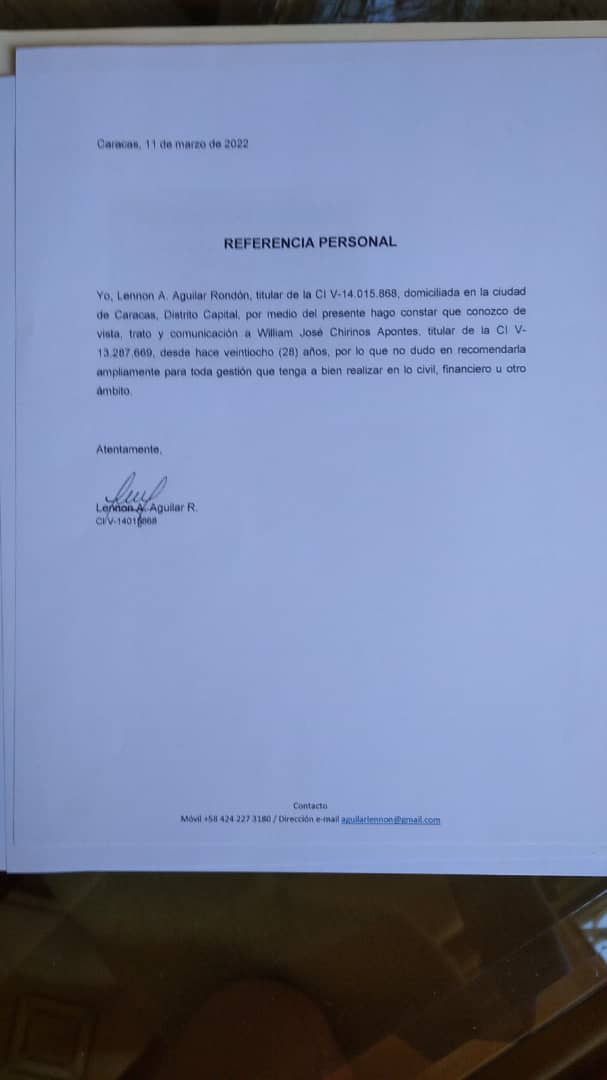 Caracas, 11 de marzo de 2022
REFERENCIA PERSONAL
Yo, Lennon A. Aguilar Rondón, titular de la CI V-14.015.868, domiciliada en la ciudad
de Caracas, Distrito Capital, por medio del presente hago constar que conozco de
vista, trato y comunicación a William José Chirinos Apontes, titular de la CI V-
13.287.669, desde hace veintiocho (28) años, por lo que no dudo en recomendarla
ampliamente para toda gestión que tenga a bien realizar en lo civil, financiero u otro
ámbito.
Atentamente,
Lennon A. Aguilar R.
CI V-14015868
Contacto
Móvil +58 424 227 3180 / Dirección e-mail aguilarlennon@gmail.com